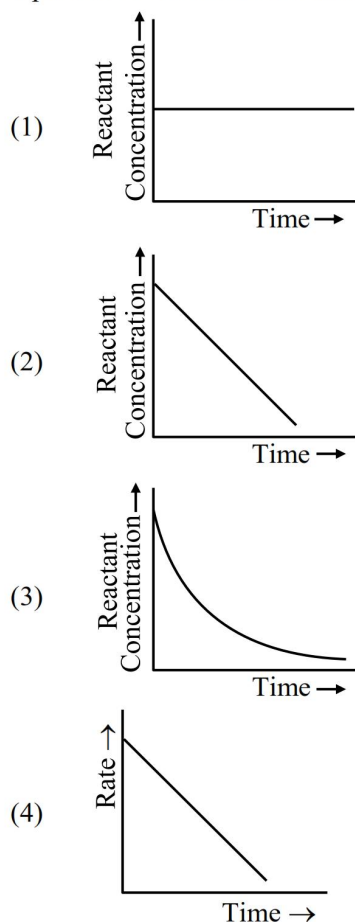 (1)
Reactant
Concentration →
Time →
(2)
Reactant
Concentration →
Time →
(3)
Reactant
Concentration →
Time →
(4)
Rate →
Time →